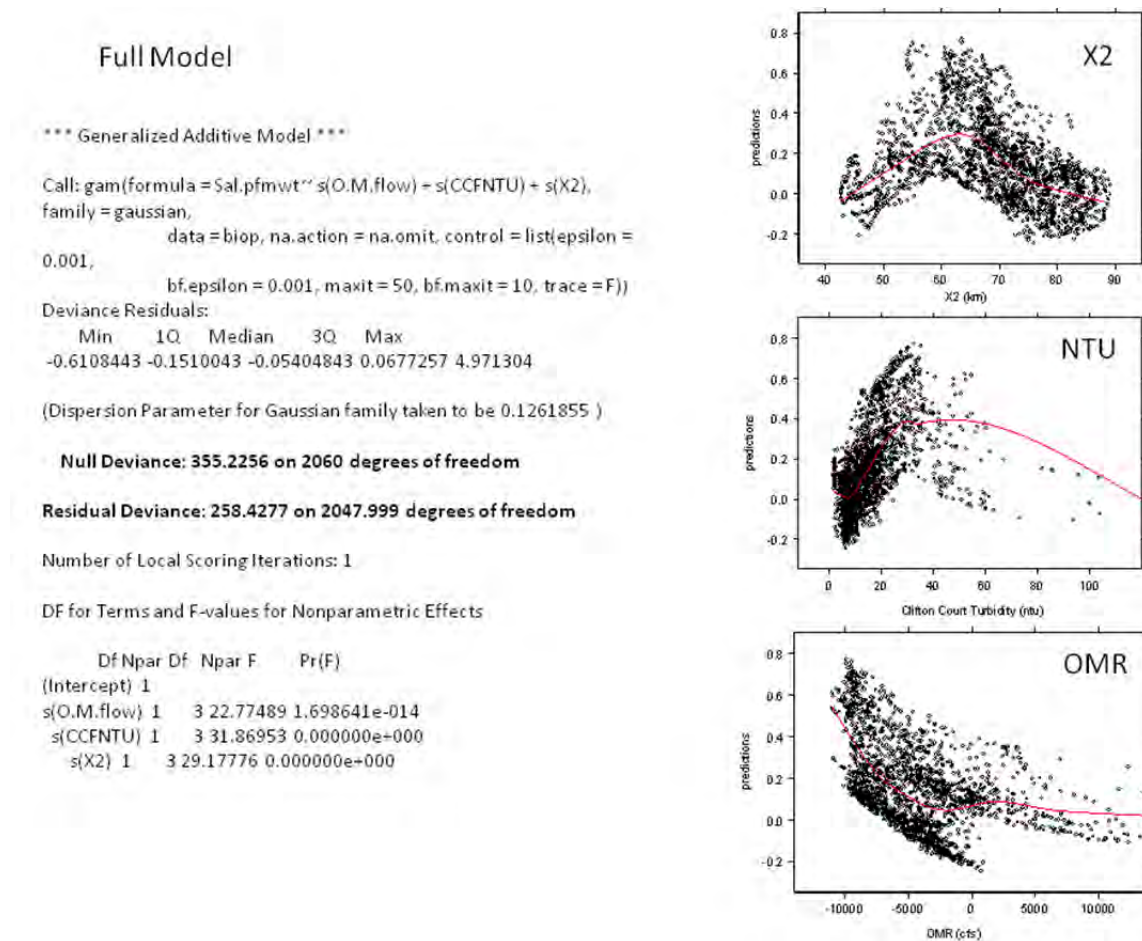 Full Model
*** Generalized Additive Model ***
Call: gam(formula = Sal.pfmwt~ s(O.M.flow) + s(CCFNTU) + s(X2),
family = gaussian,
data = biop, na.action = na.omit, control = list(epsilon =
0.001,
bf.epsilon = 0.001, maxit = 50, bf.maxit = 10, trace = F))
Deviance Residuals:
Min 1Q Median 3Q Max
-0.6108443 -0.1510043 -0.05404843 0.0677257 4.971304
(Dispersion Parameter for Gaussian family taken to be 0.1261855 )
Null Deviance: 355.2256 on 2060 degrees of freedom
Residual Deviance: 258.4277 on 2047.999 degrees of freedom
Number of Local Scoring Iterations: 1
DF for Terms and F-values for Nonparametric Effects
Df Npar Df Npar F Pr(F)
(Intercept) 1
s(O.M.flow) 1 3 22.77489 1.698641e-014
s(CCFNTU) 1 3 31.86953 0.000000e+000
s(X2) 1 3 29.17776 0.000000e+000
X2
predictions
0.8
0.6
0.4
0.2
0.0
-0.2
40 50 60 70 80 90
X2 (km)
NTU
predictions
0.8
0.6
0.4
0.2
0.0
-0.2
0 20 40 60 80 100
Clifton Court Turbidity (ntu)
OMR
predictions
0.8
0.6
0.4
0.2
0.0
-0.2
-10000 -5000 0 5000 10000
OMR (cfs)